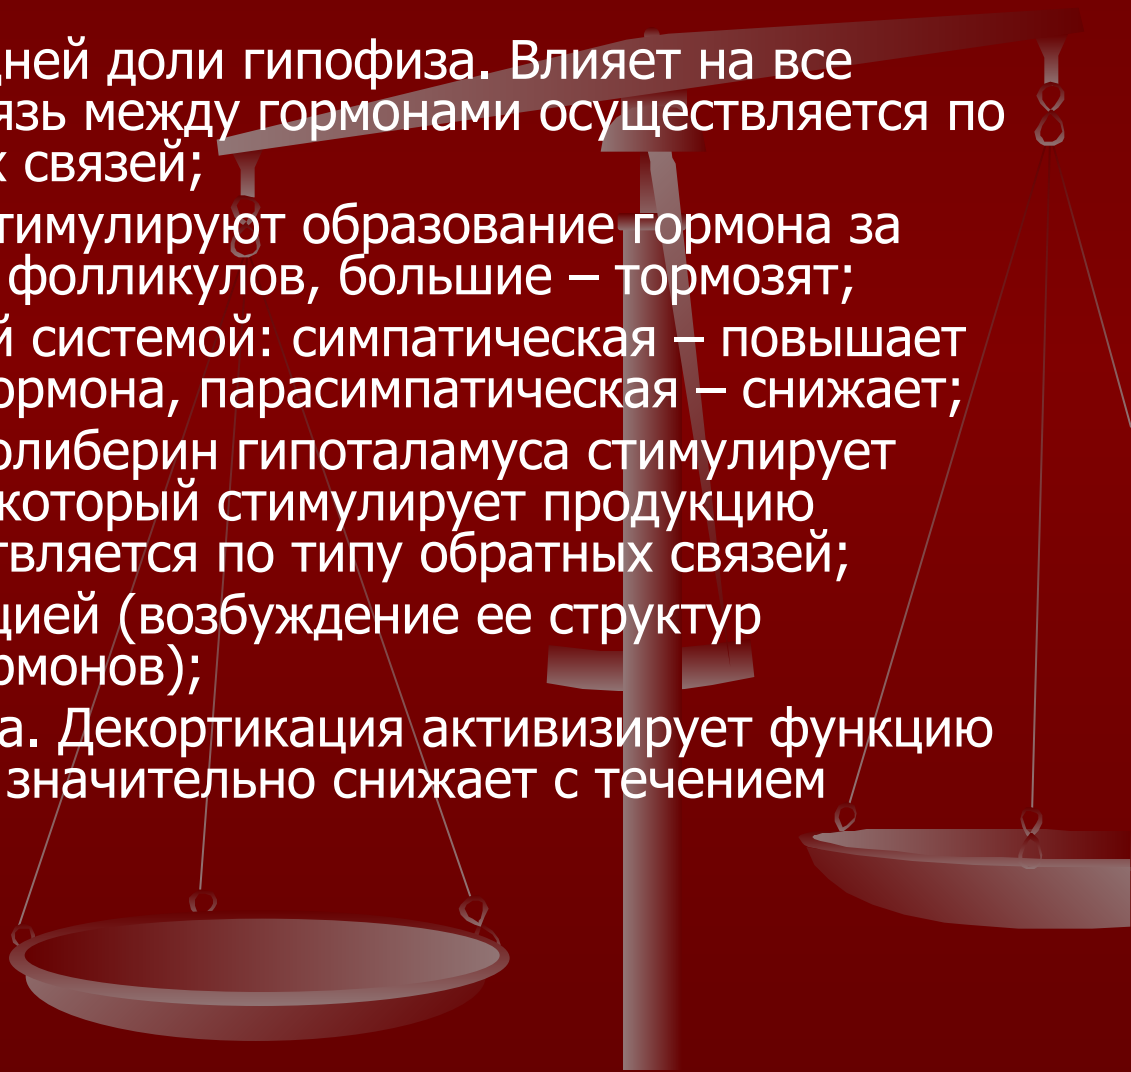 дней доли гипофиза. Влияет на все
язь между гормонами осуществляется по
х связей;
тимулируют образование гормона за
фолликулов, большие – тормозят;
й системой: симпатическая – повышает
ормона, парасимпатическая – снижает;
олиберин гипоталамуса стимулирует
который стимулирует продукцию
твляется по типу обратных связей;
цией (возбуждение ее структур
рмонов);
а. Декортикация активизирует функцию
значительно снижает с течением